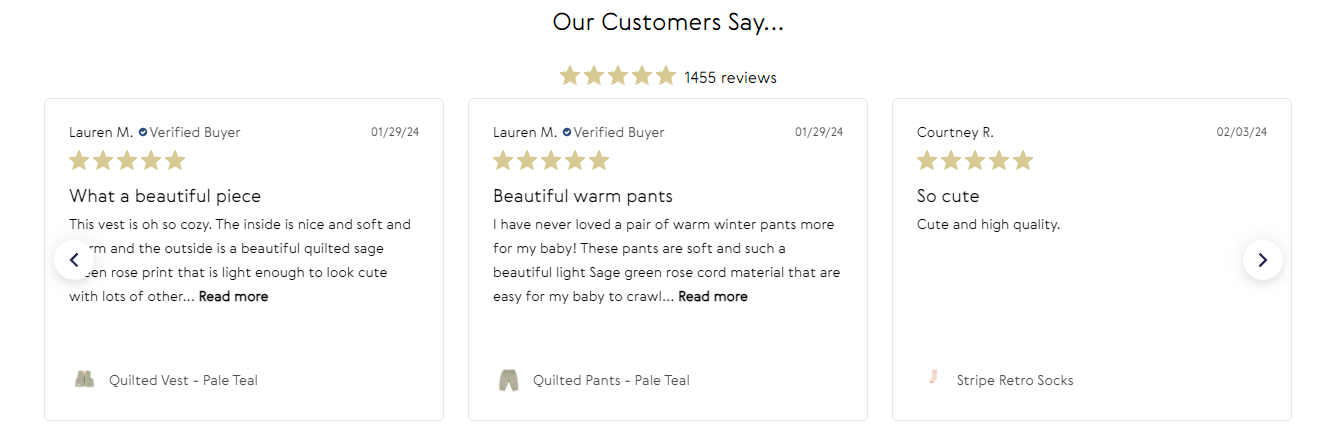 Our Customers Say...
1455 reviews
Lauren M. Verified Buyer 01/29/24
What a beautiful piece
This vest is oh so cozy. The inside is nice and soft and
and the outside is a beautiful quilted sage
rose print that is light enough to look cute
with lots of other... Read more
Quilted Vest - Pale Teal
Lauren M. Verified Buyer 01/29/24
Beautiful warm pants
I have never loved a pair of warm winter pants more
for my baby! These pants are soft and such a
beautiful light Sage green rose cord material that are
easy for my baby to crawl... Read more
Quilted Pants - Pale Teal
Courtney R. 02/03/24
So cute
Cute and high quality.
Stripe Retro Socks